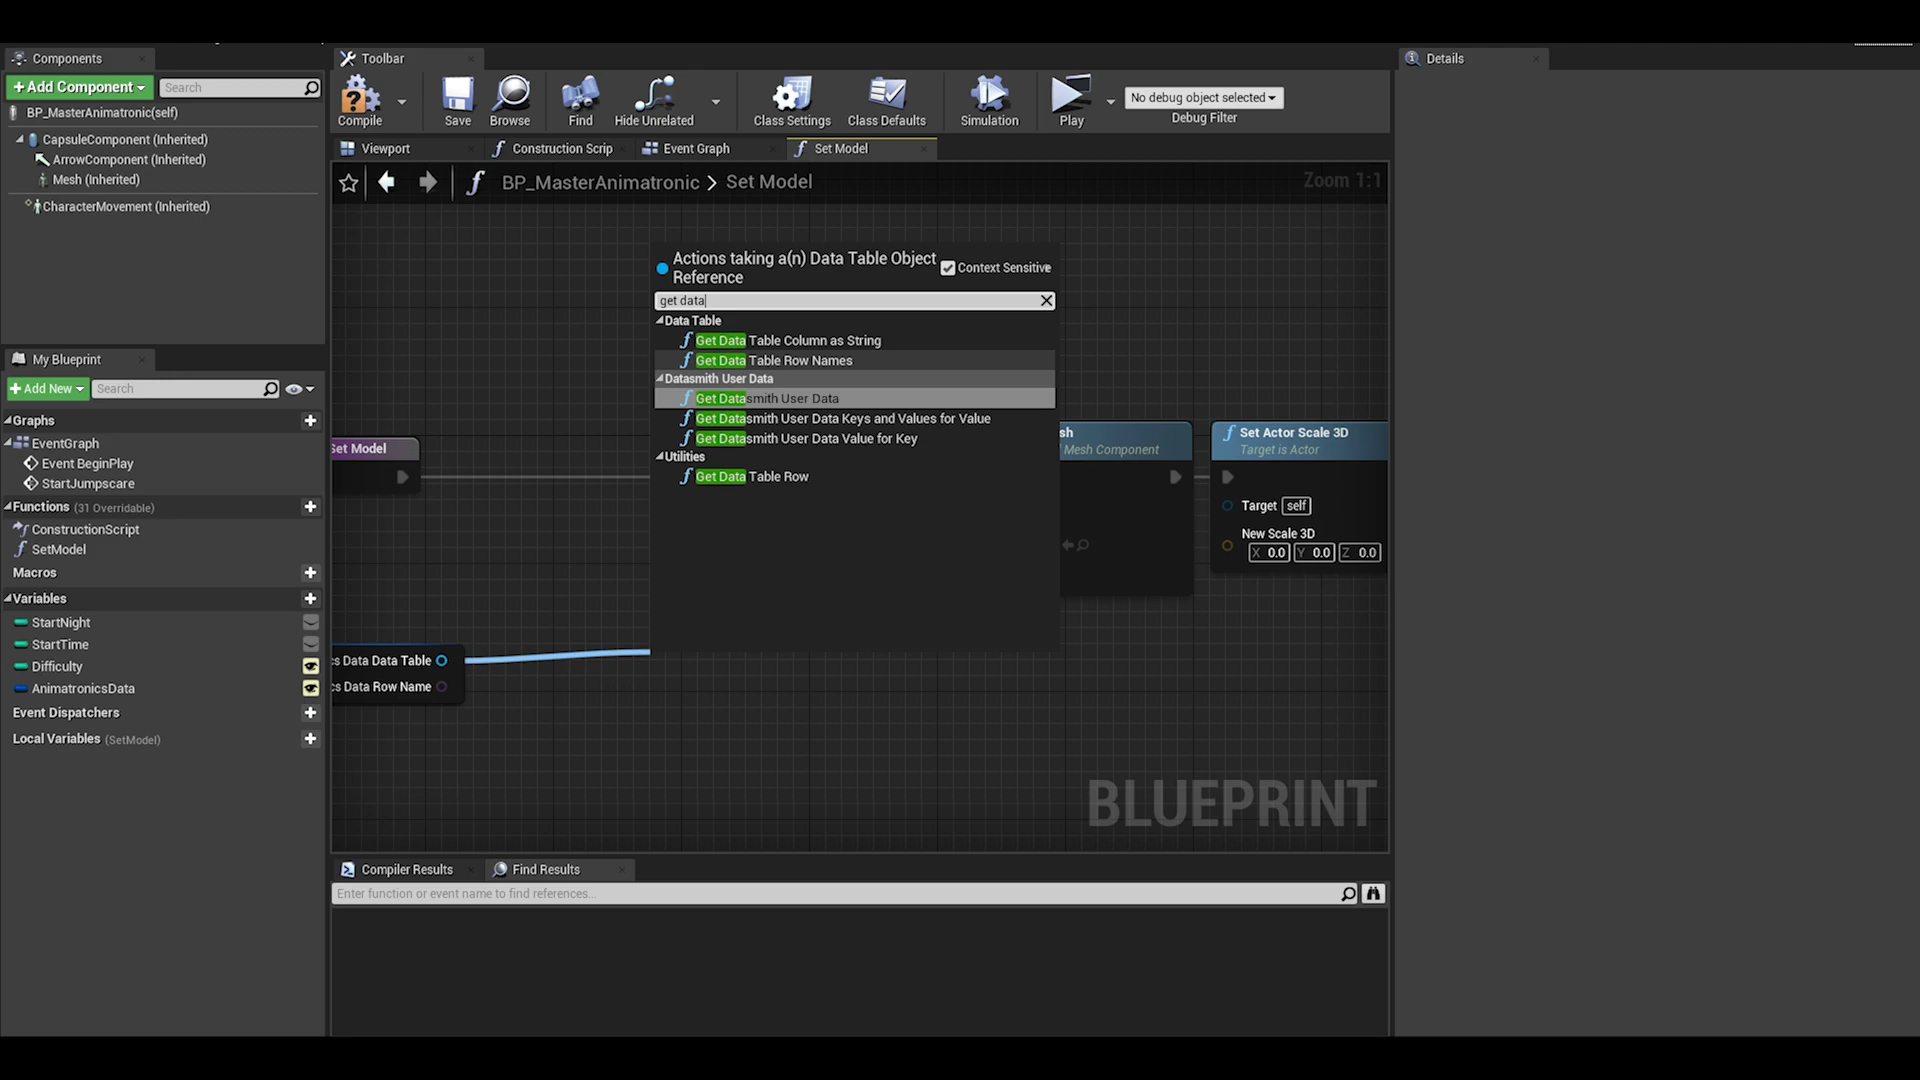 Components
Toolbar
Details
Add Component
Search
BP_MasterAnimatronic(self)
CapsuleComponent (Inherited)
ArrowComponent (Inherited)
Mesh (Inherited)
CharacterMovement (Inherited)
Compile
Save
Browse
Find
Hide Unrelated
Class Settings
Class Defaults
Simulation
Play
No debug object selected
Debug Filter
Viewport
Construction Scrip
Event Graph
Set Model
BP_MasterAnimatronic > Set Model
Zoom 1:1
Actions taking a(n) Data Table Object
Reference
Context Sensitive
get data
Data Table
Get Data Table Column as String
Get Data Table Row Names
Datasmith User Data
Get Datasmith User Data
Get Datasmith User Data Keys and Values for Value
Get Datasmith User Data Value for Key
Utilities
Get Data Table Row
Set Model
sh
Mesh Component
Set Actor Scale 3D
Target is Actor
Target self
New Scale 3D
X 0.0 Y 0.0 Z 0.0
cs Data Data Table
cs Data Row Name
BLUEPRINT
My Blueprint
Add New
Search
Graphs
EventGraph
Event BeginPlay
StartJumpscare
Functions (31 Overridable)
ConstructionScript
SetModel
Macros
Variables
StartNight
StartTime
Difficulty
AnimatronicsData
Event Dispatchers
Local Variables (SetModel)
Compiler Results
Find Results
Enter function or event name to find references...